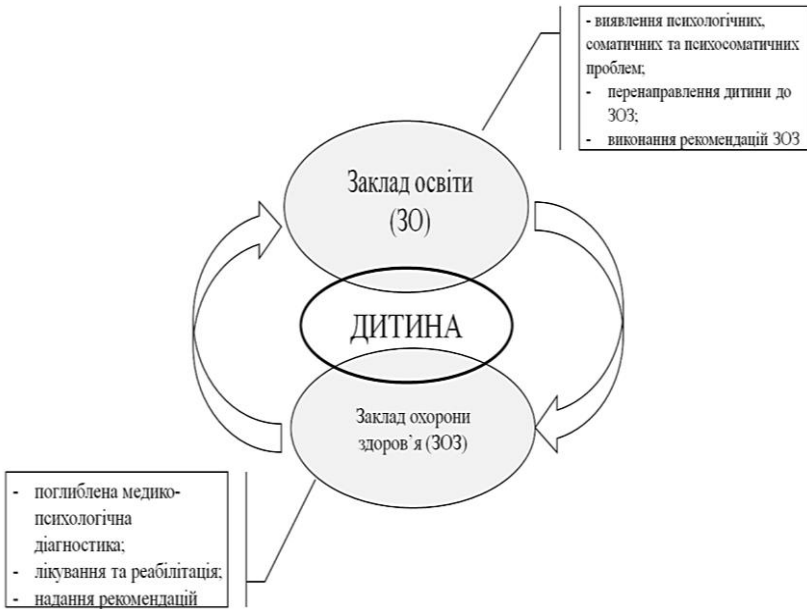 - виявлення психологічних,
соматичних та психосоматичних
проблем;
- перенаправлення дитини до
ЗОЗ;
- виконання рекомендацій ЗОЗ
Заклад освіти
(ЗО)
ДИТИНА
Заклад охорони
здоров`я (ЗОЗ)
- поглиблена медико-
психологічна
діагностика;
- лікування та реабілітація;
- надання рекомендацій